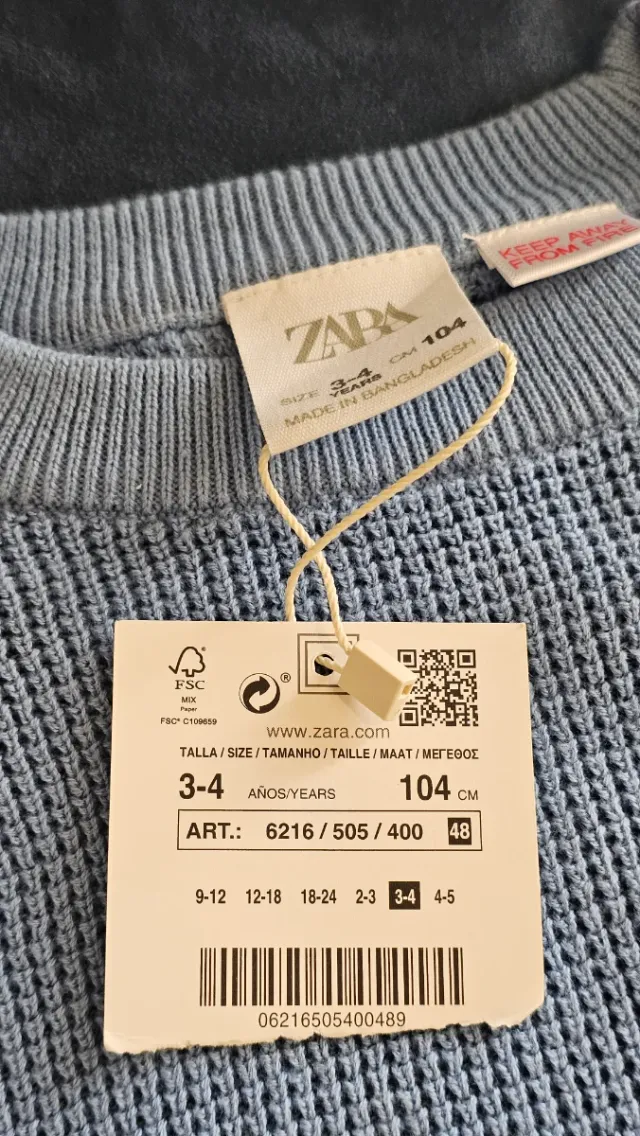 ZARA
SIZE 3-4 YEARS CM 104
MADE IN BANGLADESH
KEEP AWAY
FROM FIRE
FSC
MIX
Paper
FSC® C109659
®
www.zara.com
TALLA / SIZE / TAMANHO / TAILLE / MAAT / ΜΕΓΕΘΟΣ
3-4 AÑOS/YEARS 104 CM
ART.: 6216 / 505 / 400 48
9-12 12-18 18-24 2-3 3-4 4-5
06216505400489